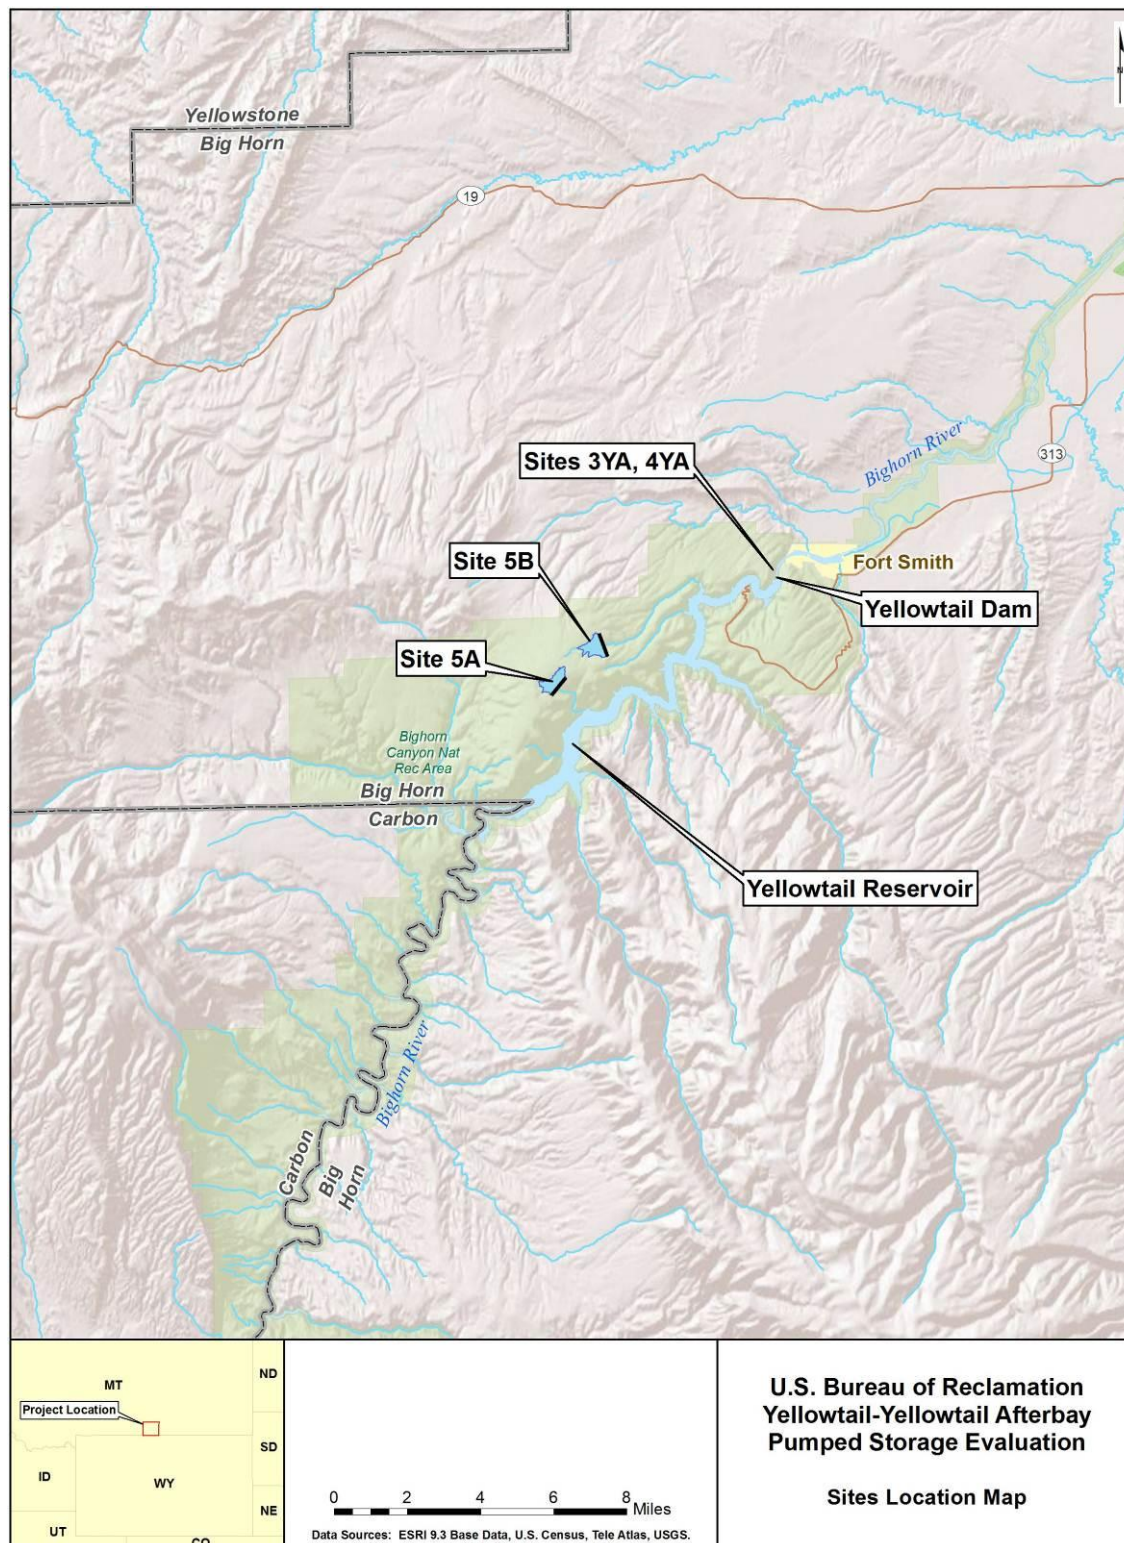 N
Yellowstone
Big Horn
19
Bighorn River
313
Sites 3YA, 4YA
Fort Smith
Site 5B
Yellowtail Dam
Site 5A
Bighorn
Canyon Nat
Rec Area
Big Horn
Carbon
Yellowtail Reservoir
Bighorn River
Carbon
Big
Horn
MT
ND
Project Location
SD
ID
WY
NE
UT
CO
0 2 4 6 8
Miles
Data Sources: ESRI 9.3 Base Data, U.S. Census, Tele Atlas, USGS.
U.S. Bureau of Reclamation
Yellowtail-Yellowtail Afterbay
Pumped Storage Evaluation
Sites Location Map